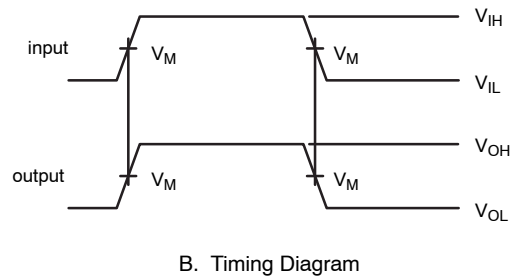 V_IH
input V_M V_M
V_IL
V_OH
output V_M V_M
V_OL
B. Timing Diagram